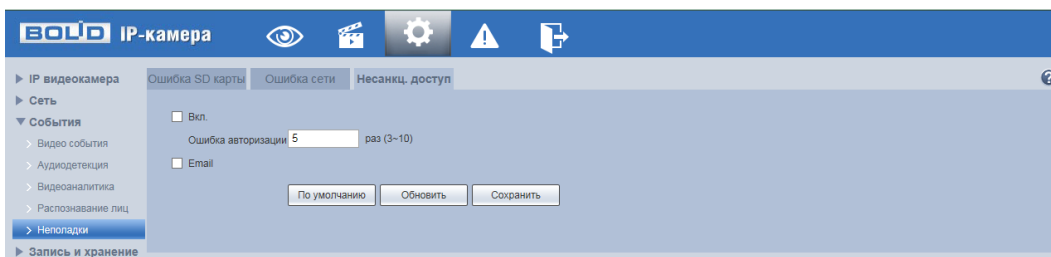 BOLID IP-камера
IP видеокамера
Сеть
События
Видео события
Аудиодетекция
Видеоаналитика
Распознавание лиц
Неполадки
Запись и хранение
Ошибка SD карты Ошибка сети Несанкц. доступ
Вкл.
Ошибка авторизации 5 раз (3~10)
Email
По умолчанию Обновить Сохранить